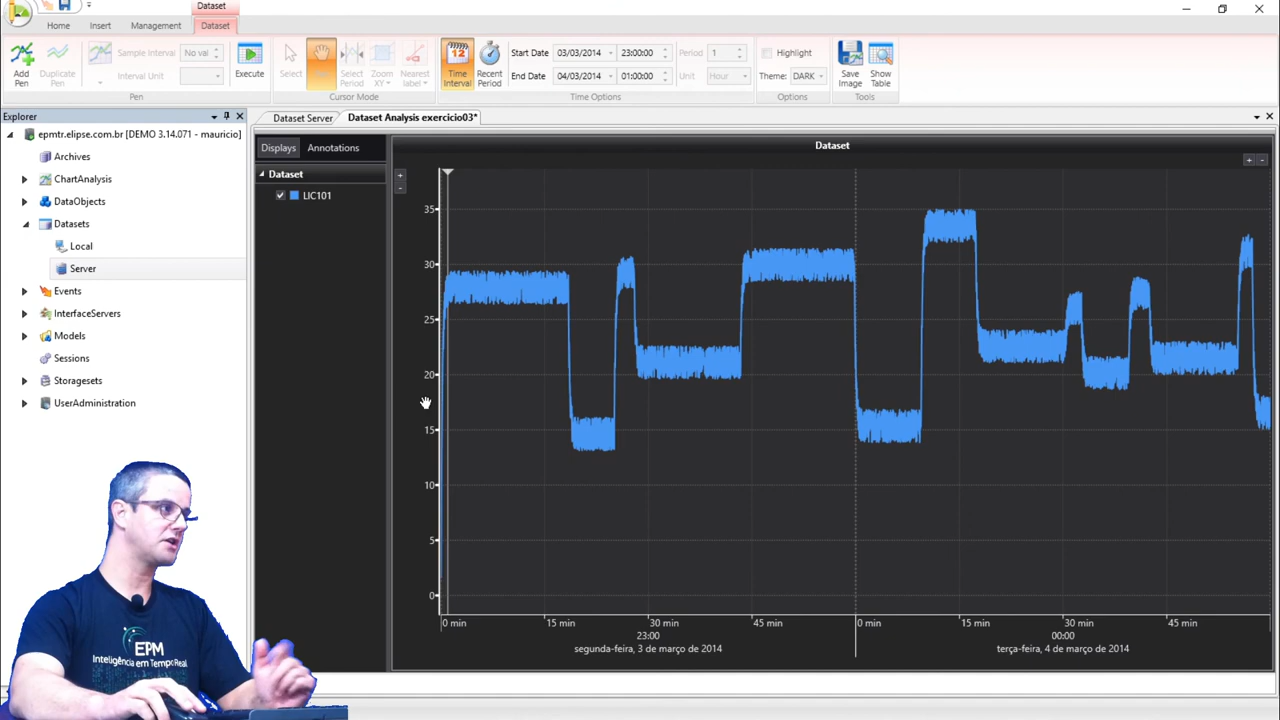 Dataset
Home
Insert
Management
Dataset
Add Pen
Duplicate Pen
Sample Interval
No val
Interval Unit
Pen
Execute
Select
Select Period
Zoom XY
Nearest label
Cursor Mode
12
Time Interval
Recent Period
Start Date 03/03/2014 23:00:00
End Date 04/03/2014 01:00:00
Period 1
Unit Hour
Time Options
Highlight
Theme: DARK
Options
Save Image
Show Table
Tools
Explorer
epmtr.elipse.com.br [DEMO 3.14.071 - mauricio]
Archives
ChartAnalysis
DataObjects
Datasets
Local
Server
Events
InterfaceServers
Models
Sessions
Storagesets
UserAdministration
Dataset Server
Dataset Analysis exercicio03*
Displays
Annotations
Dataset
LIC101
Dataset
35
30
25
20
15
10
5
0
0 min 15 min 30 min 45 min 0 min 15 min 30 min 45 min
23:00 00:00
segunda-feira, 3 de março de 2014
terça-feira, 4 de março de 2014
EPM
Inteligência em Tempo Real